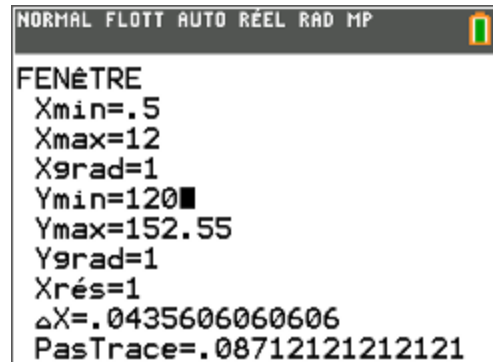 NORMAL FLOTT AUTO RÉEL RAD MP
FENÊTRE
Xmin=.5
Xmax=12
Xgrad=1
Ymin=120
Ymax=152.55
Ygrad=1
Xrés=1
△X=.0435606060606
PasTrace=.08712121212121